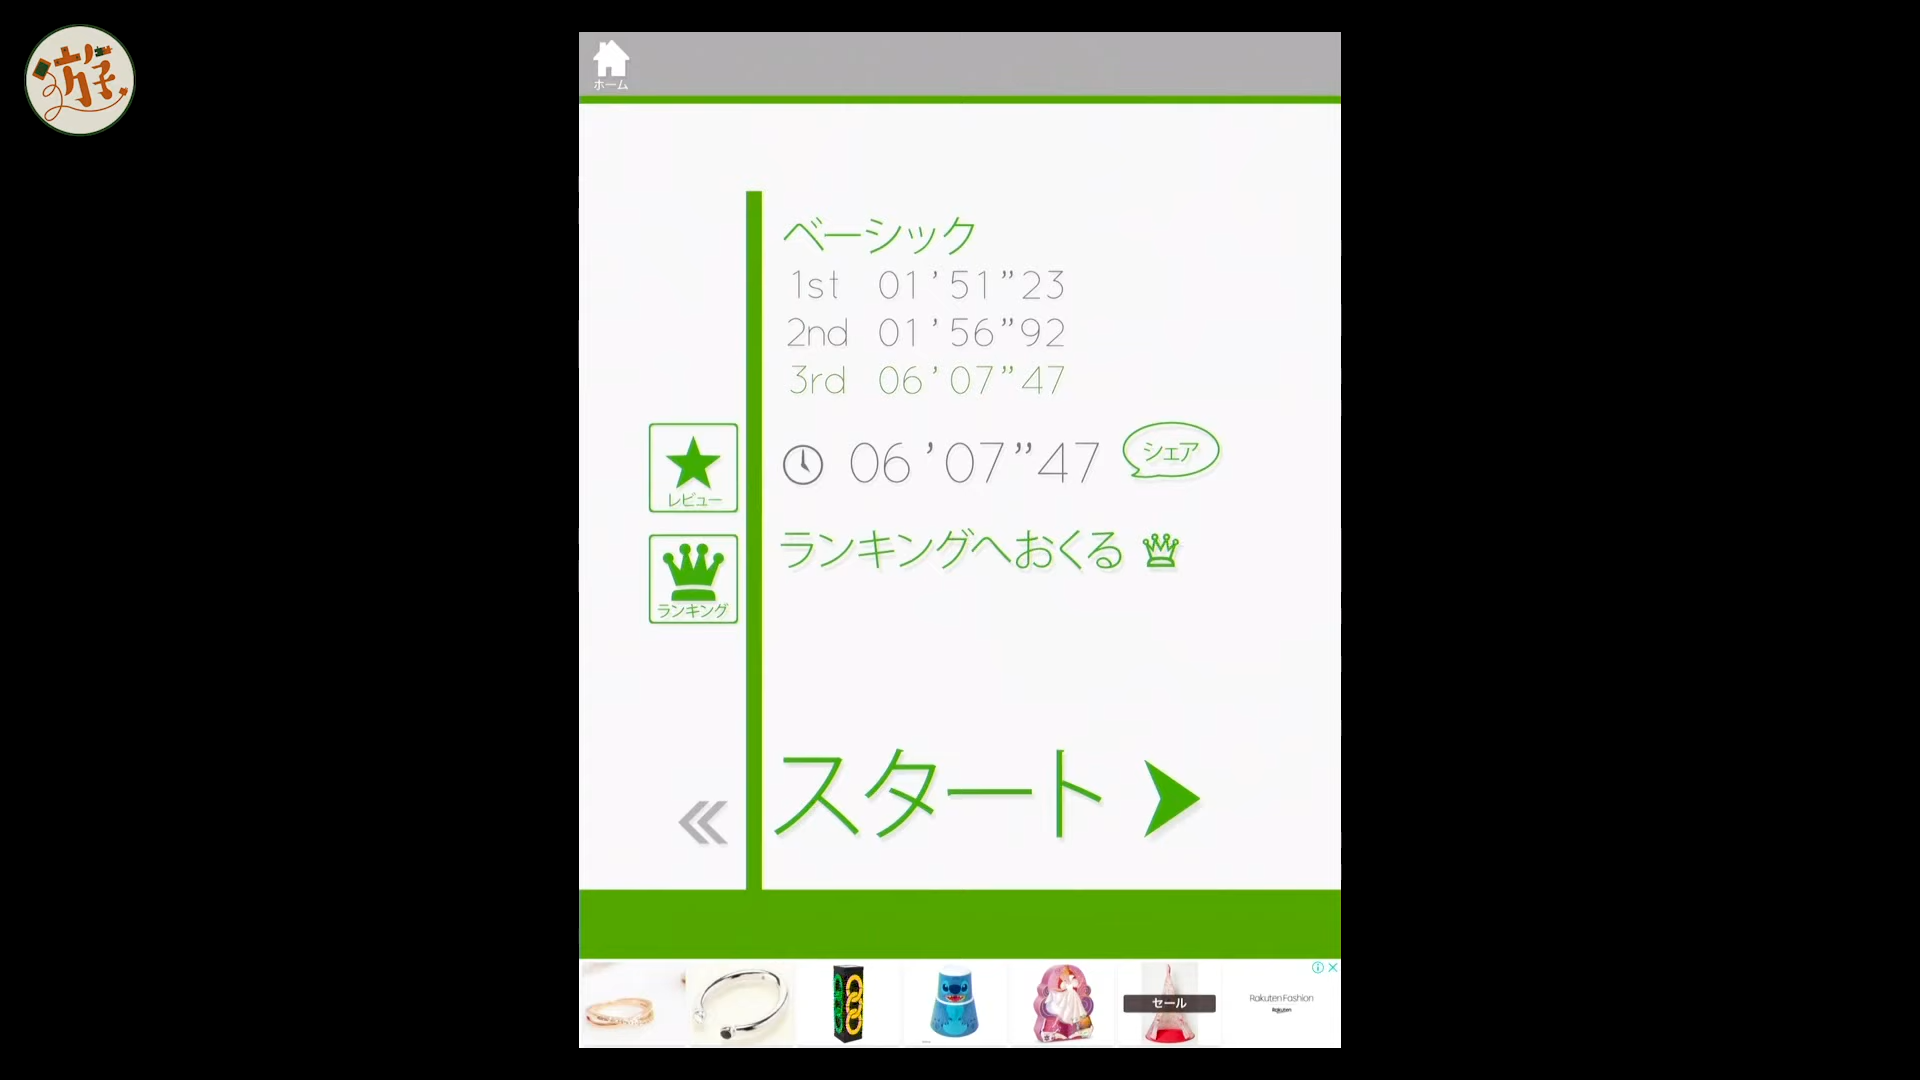 遊
ホーム
ベーシック
1st 01’51”23
2nd 01’56”92
3rd 06’07”47
06’07”47
シェア
レビュー
ランキングへおくる
ランキング
スタート
セール
Rakuten Fashion
Rakuten